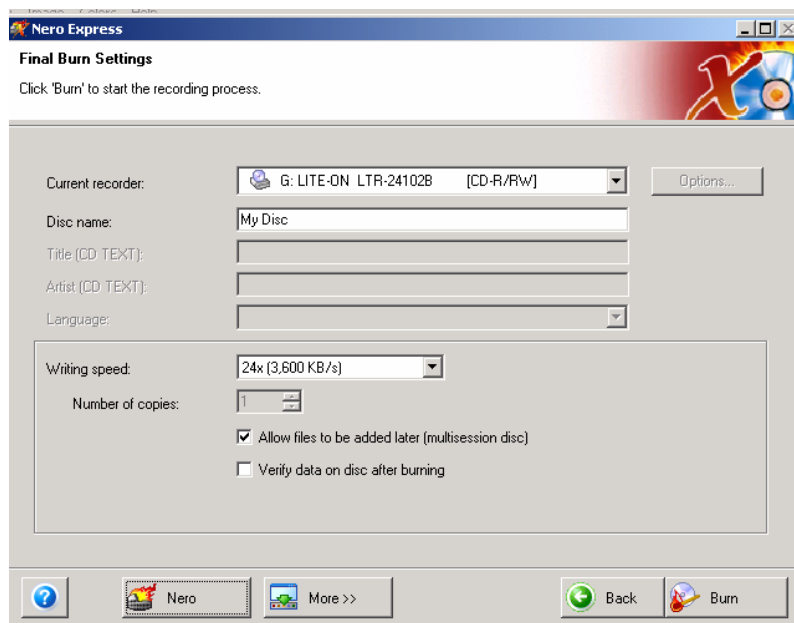 Image Colors Help
Nero Express
Final Burn Settings
Click 'Burn' to start the recording process.
Current recorder: G: LITE-ON LTR-24102B [CD-R/RW] Options...
Disc name: My Disc
Title (CD TEXT):
Artist (CD TEXT):
Language:
Writing speed: 24x (3,600 KB/s)
Number of copies: 1
Allow files to be added later (multisession disc)
Verify data on disc after burning
Nero More >> Back Burn